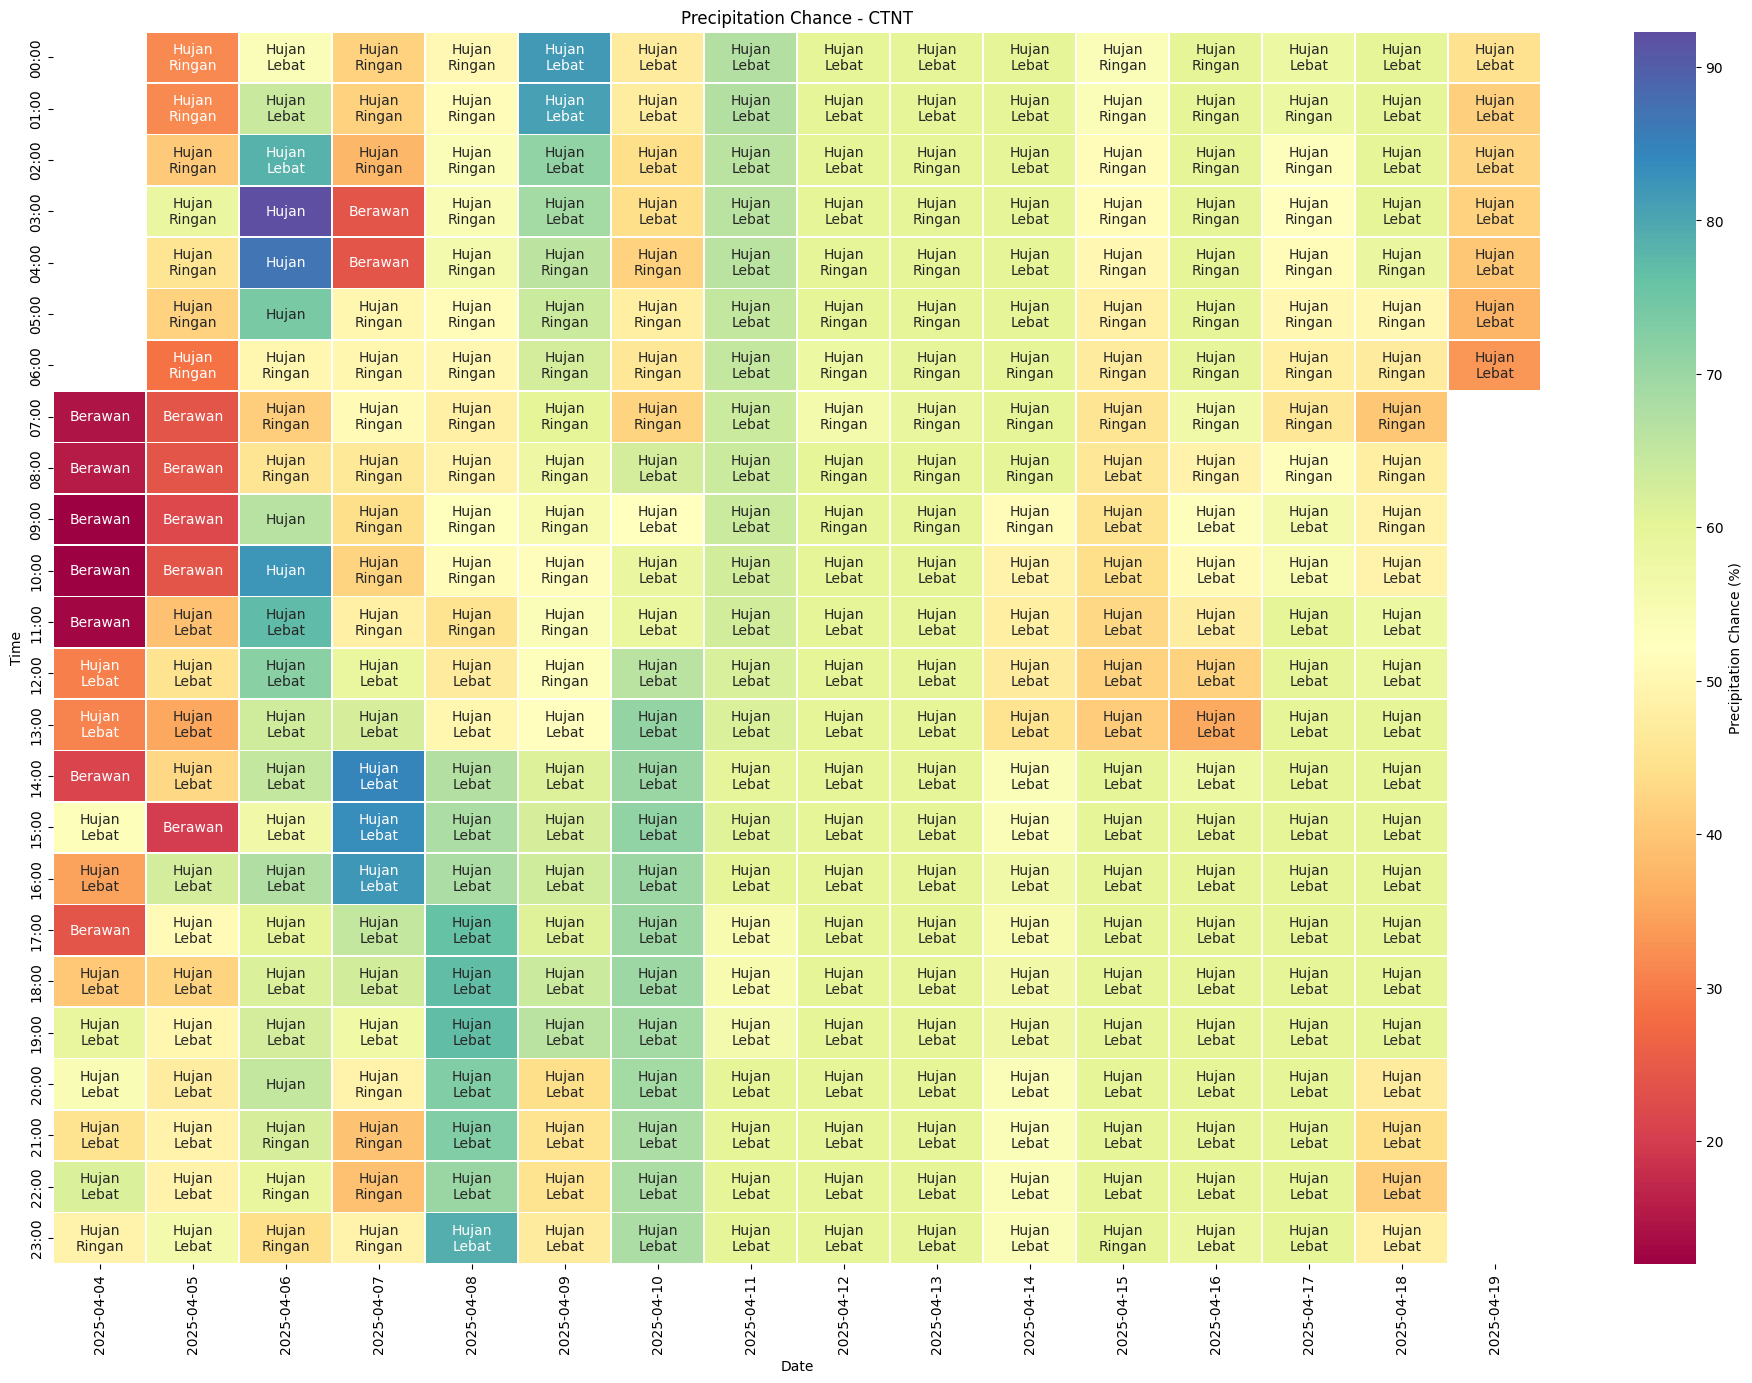 Precipitation Chance - CTNT
00:00 Hujan Ringan Hujan Lebat Hujan Ringan Hujan Ringan Hujan Lebat Hujan Lebat Hujan Lebat Hujan Lebat Hujan Lebat Hujan Lebat Hujan Ringan Hujan Ringan Hujan Lebat Hujan Lebat Hujan Lebat
01:00 Hujan Ringan Hujan Lebat Hujan Ringan Hujan Ringan Hujan Lebat Hujan Lebat Hujan Lebat Hujan Lebat Hujan Lebat Hujan Lebat Hujan Ringan Hujan Ringan Hujan Ringan Hujan Lebat Hujan Lebat
02:00 Hujan Ringan Hujan Lebat Hujan Ringan Hujan Ringan Hujan Lebat Hujan Lebat Hujan Lebat Hujan Lebat Hujan Ringan Hujan Lebat Hujan Ringan Hujan Ringan Hujan Ringan Hujan Lebat Hujan Lebat
03:00 Hujan Ringan Hujan Berawan Hujan Ringan Hujan Lebat Hujan Lebat Hujan Lebat Hujan Lebat Hujan Ringan Hujan Lebat Hujan Ringan Hujan Ringan Hujan Ringan Hujan Lebat Hujan Lebat
04:00 Hujan Ringan Hujan Berawan Hujan Ringan Hujan Ringan Hujan Ringan Hujan Lebat Hujan Ringan Hujan Ringan Hujan Lebat Hujan Ringan Hujan Ringan Hujan Ringan Hujan Ringan Hujan Lebat
05:00 Hujan Ringan Hujan Hujan Ringan Hujan Ringan Hujan Ringan Hujan Ringan Hujan Lebat Hujan Ringan Hujan Ringan Hujan Lebat Hujan Ringan Hujan Ringan Hujan Ringan Hujan Ringan Hujan Lebat
06:00 Hujan Ringan Hujan Ringan Hujan Ringan Hujan Ringan Hujan Ringan Hujan Ringan Hujan Lebat Hujan Ringan Hujan Ringan Hujan Ringan Hujan Ringan Hujan Ringan Hujan Ringan Hujan Ringan Hujan Lebat
07:00 Berawan Berawan Hujan Ringan Hujan Ringan Hujan Ringan Hujan Ringan Hujan Ringan Hujan Lebat Hujan Ringan Hujan Ringan Hujan Ringan Hujan Ringan Hujan Ringan Hujan Ringan Hujan Ringan
08:00 Berawan Berawan Hujan Ringan Hujan Ringan Hujan Ringan Hujan Ringan Hujan Lebat Hujan Lebat Hujan Ringan Hujan Ringan Hujan Ringan Hujan Lebat Hujan Ringan Hujan Ringan Hujan Ringan
09:00 Berawan Berawan Hujan Hujan Ringan Hujan Ringan Hujan Ringan Hujan Lebat Hujan Lebat Hujan Ringan Hujan Ringan Hujan Ringan Hujan Lebat Hujan Lebat Hujan Lebat Hujan Ringan
10:00 Berawan Berawan Hujan Hujan Ringan Hujan Ringan Hujan Ringan Hujan Lebat Hujan Lebat Hujan Lebat Hujan Lebat Hujan Lebat Hujan Lebat Hujan Lebat Hujan Lebat Hujan Lebat
11:00 Berawan Hujan Lebat Hujan Lebat Hujan Ringan Hujan Ringan Hujan Ringan Hujan Lebat Hujan Lebat Hujan Lebat Hujan Lebat Hujan Lebat Hujan Lebat Hujan Lebat Hujan Lebat Hujan Lebat
12:00 Hujan Lebat Hujan Lebat Hujan Lebat Hujan Lebat Hujan Lebat Hujan Ringan Hujan Lebat Hujan Lebat Hujan Lebat Hujan Lebat Hujan Lebat Hujan Lebat Hujan Lebat Hujan Lebat Hujan Lebat
13:00 Hujan Lebat Hujan Lebat Hujan Lebat Hujan Lebat Hujan Lebat Hujan Lebat Hujan Lebat Hujan Lebat Hujan Lebat Hujan Lebat Hujan Lebat Hujan Lebat Hujan Lebat Hujan Lebat Hujan Lebat
14:00 Berawan Hujan Lebat Hujan Lebat Hujan Lebat Hujan Lebat Hujan Lebat Hujan Lebat Hujan Lebat Hujan Lebat Hujan Lebat Hujan Lebat Hujan Lebat Hujan Lebat Hujan Lebat Hujan Lebat
15:00 Hujan Lebat Berawan Hujan Lebat Hujan Lebat Hujan Lebat Hujan Lebat Hujan Lebat Hujan Lebat Hujan Lebat Hujan Lebat Hujan Lebat Hujan Lebat Hujan Lebat Hujan Lebat Hujan Lebat
16:00 Hujan Lebat Hujan Lebat Hujan Lebat Hujan Lebat Hujan Lebat Hujan Lebat Hujan Lebat Hujan Lebat Hujan Lebat Hujan Lebat Hujan Lebat Hujan Lebat Hujan Lebat Hujan Lebat Hujan Lebat
17:00 Berawan Hujan Lebat Hujan Lebat Hujan Lebat Hujan Lebat Hujan Lebat Hujan Lebat Hujan Lebat Hujan Lebat Hujan Lebat Hujan Lebat Hujan Lebat Hujan Lebat Hujan Lebat Hujan Lebat
18:00 Hujan Lebat Hujan Lebat Hujan Lebat Hujan Lebat Hujan Lebat Hujan Lebat Hujan Lebat Hujan Lebat Hujan Lebat Hujan Lebat Hujan Lebat Hujan Lebat Hujan Lebat Hujan Lebat Hujan Lebat
19:00 Hujan Lebat Hujan Lebat Hujan Lebat Hujan Lebat Hujan Lebat Hujan Lebat Hujan Lebat Hujan Lebat Hujan Lebat Hujan Lebat Hujan Lebat Hujan Lebat Hujan Lebat Hujan Lebat Hujan Lebat
20:00 Hujan Lebat Hujan Lebat Hujan Hujan Ringan Hujan Lebat Hujan Lebat Hujan Lebat Hujan Lebat Hujan Lebat Hujan Lebat Hujan Lebat Hujan Lebat Hujan Lebat Hujan Lebat Hujan Lebat
21:00 Hujan Lebat Hujan Lebat Hujan Ringan Hujan Ringan Hujan Lebat Hujan Lebat Hujan Lebat Hujan Lebat Hujan Lebat Hujan Lebat Hujan Lebat Hujan Lebat Hujan Lebat Hujan Lebat Hujan Lebat
22:00 Hujan Lebat Hujan Lebat Hujan Ringan Hujan Ringan Hujan Lebat Hujan Lebat Hujan Lebat Hujan Lebat Hujan Lebat Hujan Lebat Hujan Lebat Hujan Lebat Hujan Lebat Hujan Lebat Hujan Lebat
23:00 Hujan Ringan Hujan Lebat Hujan Ringan Hujan Ringan Hujan Lebat Hujan Lebat Hujan Lebat Hujan Lebat Hujan Lebat Hujan Lebat Hujan Lebat Hujan Ringan Hujan Lebat Hujan Lebat Hujan Lebat
Time
2025-04-04 2025-04-05 2025-04-06 2025-04-07 2025-04-08 2025-04-09 2025-04-10 2025-04-11 2025-04-12 2025-04-13 2025-04-14 2025-04-15 2025-04-16 2025-04-17 2025-04-18 2025-04-19
Date
90
80
70
60
50
40
30
20
Precipitation Chance (%)